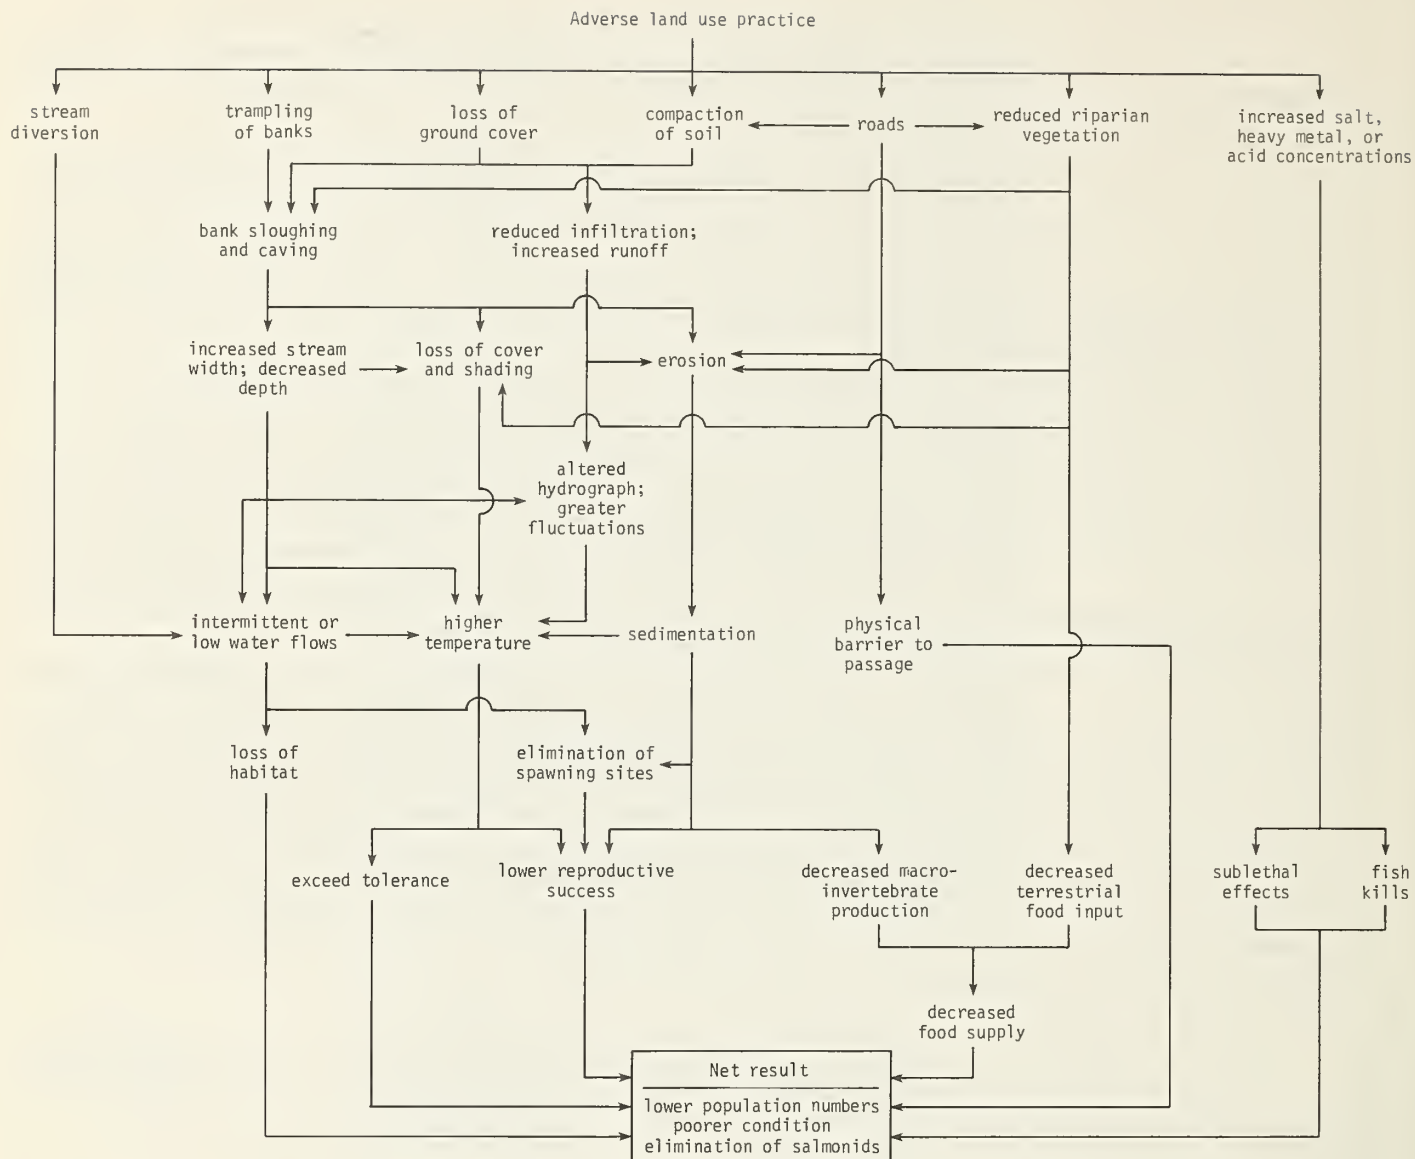 Adverse land use practice
stream
diversion
trampling
of banks
loss of
ground cover
compaction
of soil
roads
reduced riparian
vegetation
increased salt,
heavy metal, or
acid concentrations
bank sloughing
and caving
reduced infiltration;
increased runoff
increased stream
width; decreased
depth
loss of cover
and shading
erosion
altered
hydrograph;
greater
fluctuations
intermittent or
low water flows
higher
temperature
sedimentation
physical
barrier to
passage
loss of
habitat
elimination of
spawning sites
exceed tolerance
lower reproductive
success
decreased macro-
invertebrate
production
decreased
terrestrial
food input
sublethal
effects
fish
kills
decreased
food supply
Net result
lower population numbers
poorer condition
elimination of salmonids